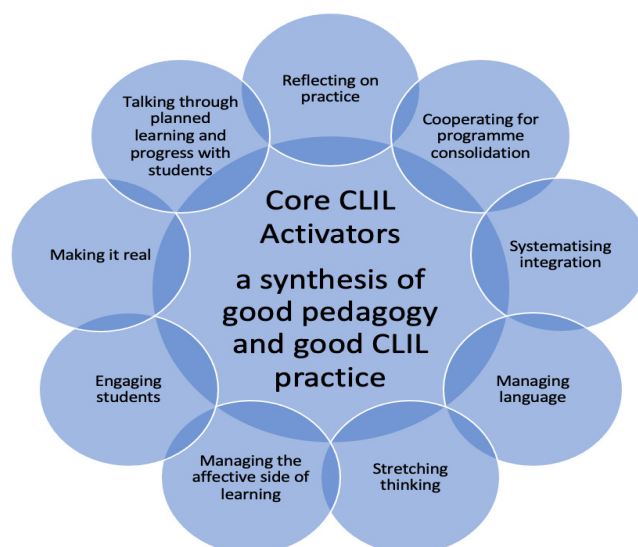 Reflecting on
practice
Cooperating for
programme
consolidation
Systematising
integration
Managing
language
Stretching
thinking
Managing the
affective side of
learning
Engaging
students
Making it real
Talking through
planned
learning and
progress with
students
Core CLIL
Activators
a synthesis of
good pedagogy
and good CLIL
practice